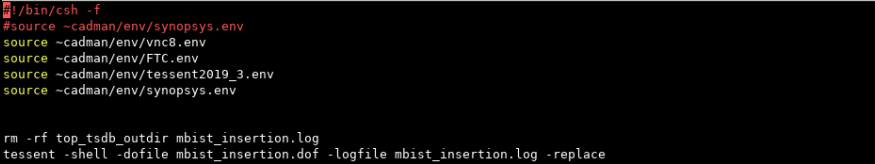 #!/bin/csh -f
#source ~cadman/env/synopsys.env
source ~cadman/env/vnc8.env
source ~cadman/env/FTC.env
source ~cadman/env/tessent2019_3.env
source ~cadman/env/synopsys.env
rm -rf top_tsdb_outdir mbist_insertion.log
tessent -shell -dofile mbist_insertion.dof -logfile mbist_insertion.log -replace